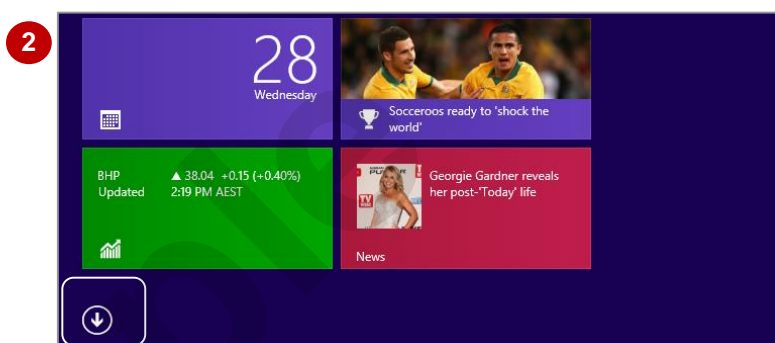 2
28
Wednesday
Socceroos ready to 'shock the
world'
BHP ▲ 38.04 +0.15 (+0.40%)
Updated 2:19 PM AEST
Georgie Gardner reveals
her post-'Today' life
News